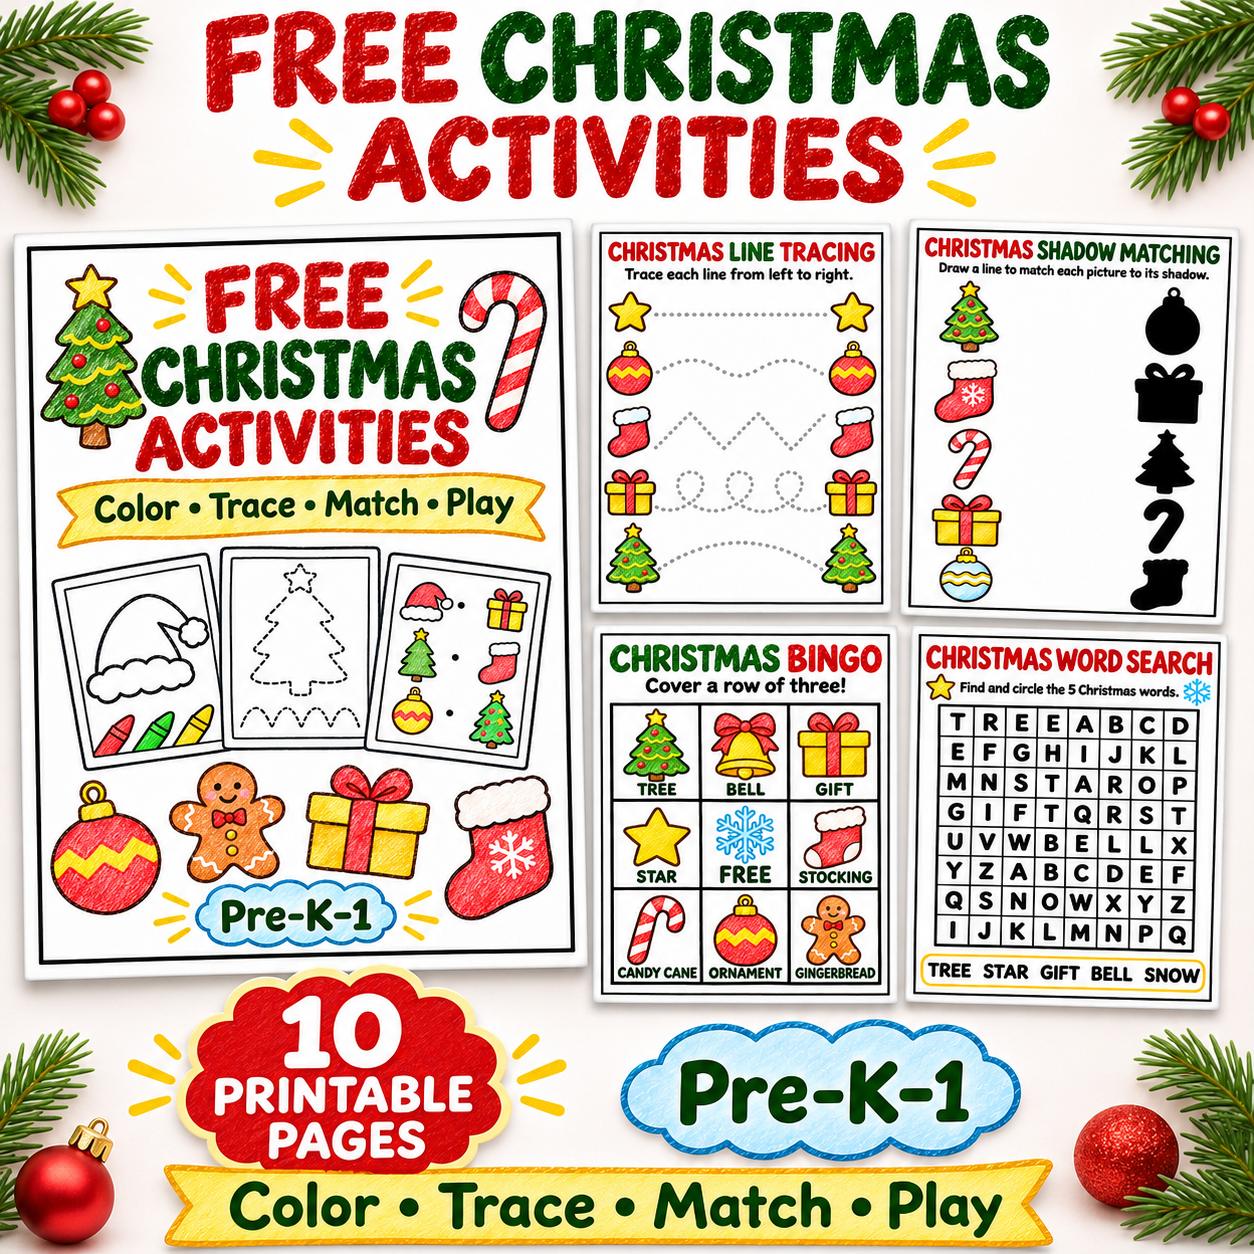 FREE CHRISTMAS
ACTIVITIES
FREE
CHRISTMAS
ACTIVITIES
Color • Trace • Match • Play
Pre-K-1
CHRISTMAS LINE TRACING
Trace each line from left to right.
CHRISTMAS SHADOW MATCHING
Draw a line to match each picture to its shadow.
CHRISTMAS BINGO
Cover a row of three!
TREE BELL GIFT
STAR FREE STOCKING
CANDY CANE ORNAMENT GINGERBREAD
CHRISTMAS WORD SEARCH
Find and circle the 5 Christmas words.
T R E E A B C D
E F G H I J K L
M N S T A R O P
G I F T Q R S T
U V W B E L L X
Y Z A B C D E F
Q S N O W X Y Z
I J K L M N P Q
TREE STAR GIFT BELL SNOW
10
PRINTABLE
PAGES
Pre-K-1
Color • Trace • Match • Play